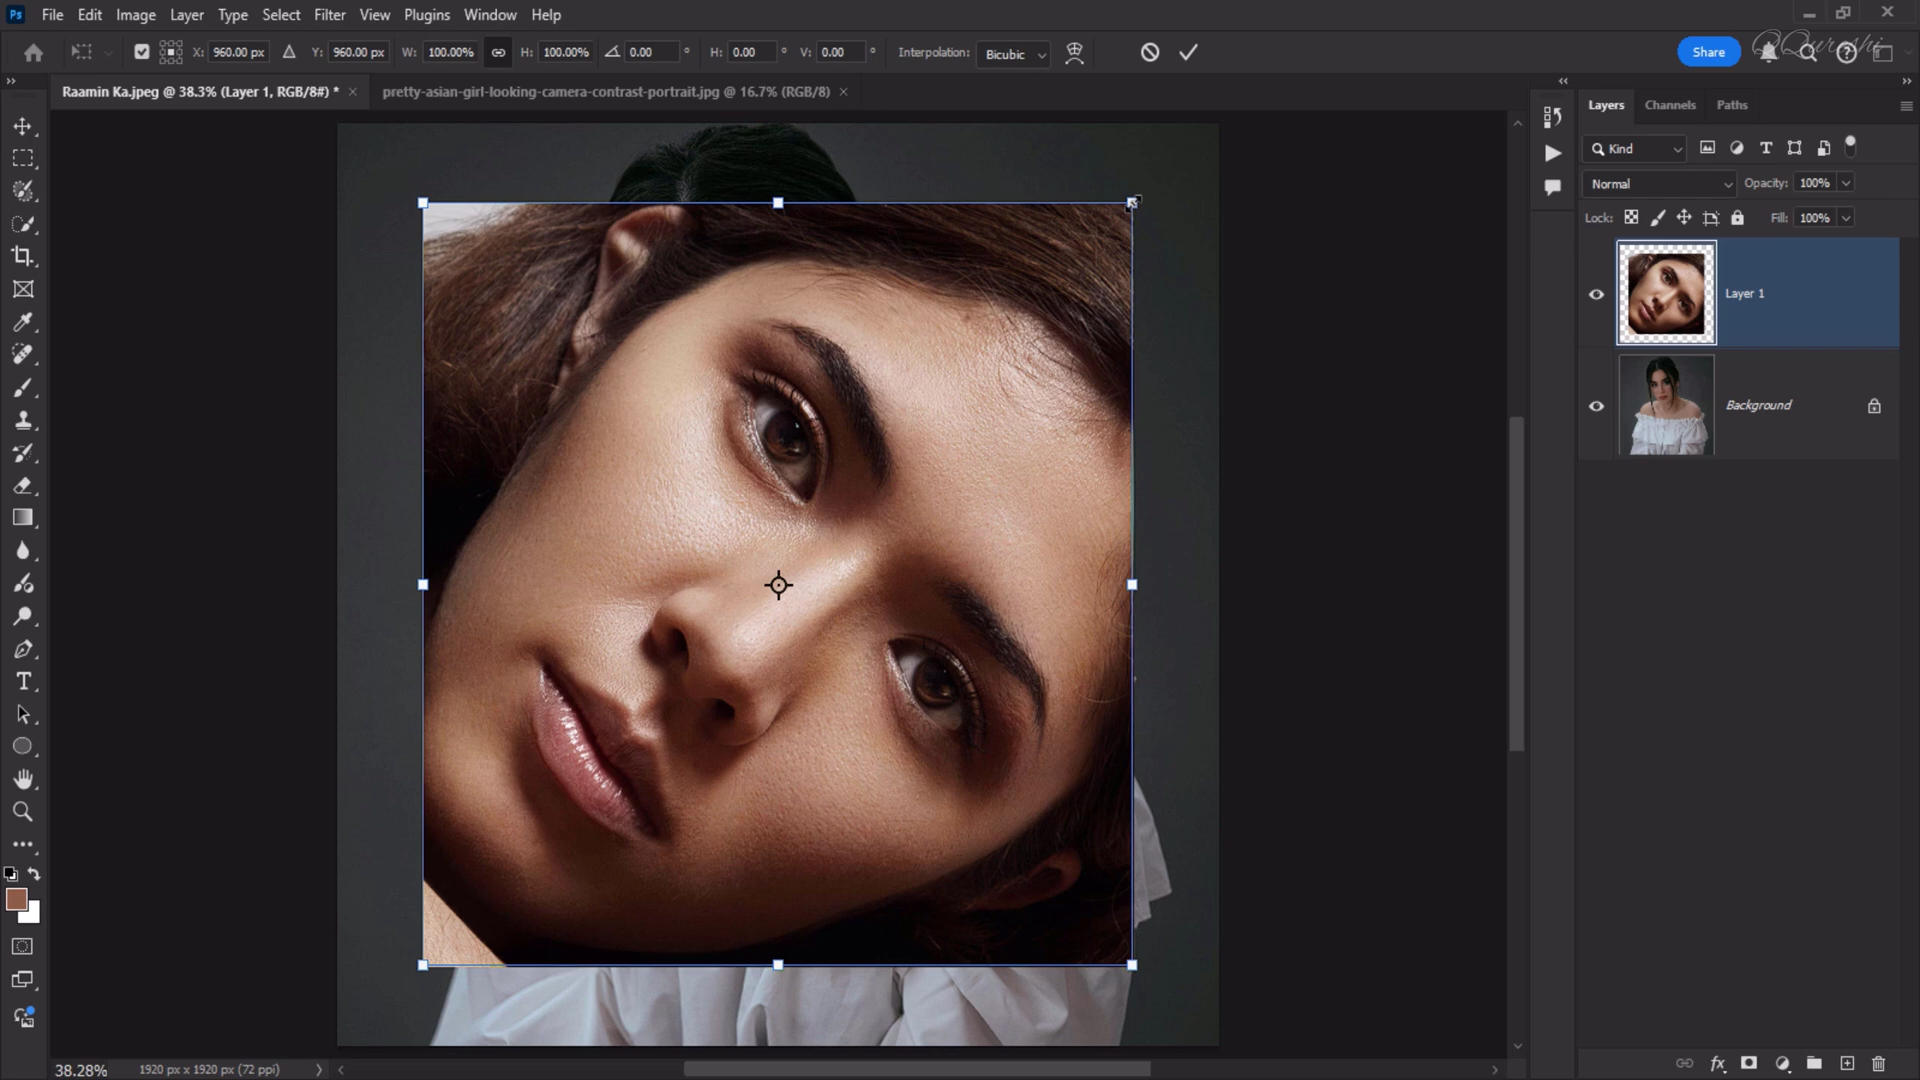 Ps File Edit Image Layer Type Select Filter View Plugins Window Help
X: 960.00 px Y: 960.00 px W: 100.00% H: 100.00% 0.00 ° H: 0.00 ° V: 0.00 ° Interpolation: Bicubic Share
Raamin Ka.jpeg @ 38.3% (Layer 1, RGB/8#) * × pretty-asian-girl-looking-camera-contrast-portrait.jpg @ 16.7% (RGB/8) ×
Layers Channels Paths
Kind
Normal Opacity: 100%
Lock: Fill: 100%
Layer 1
Background
fx
38.28% 1920 px x 1920 px (72 ppi)